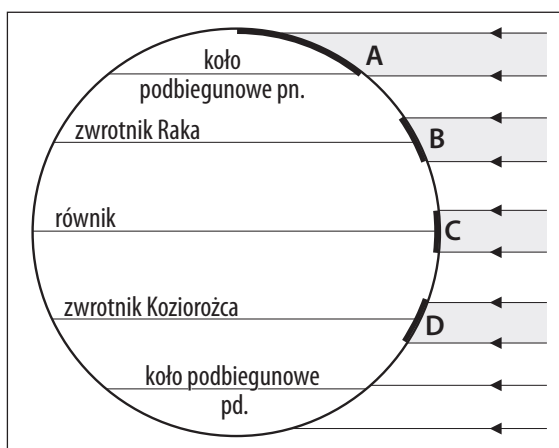 koło
podbiegunowe pn.
A
zwrotnik Raka
B
równik
C
zwrotnik Koziorożca
D
koło podbiegunowe
pd.